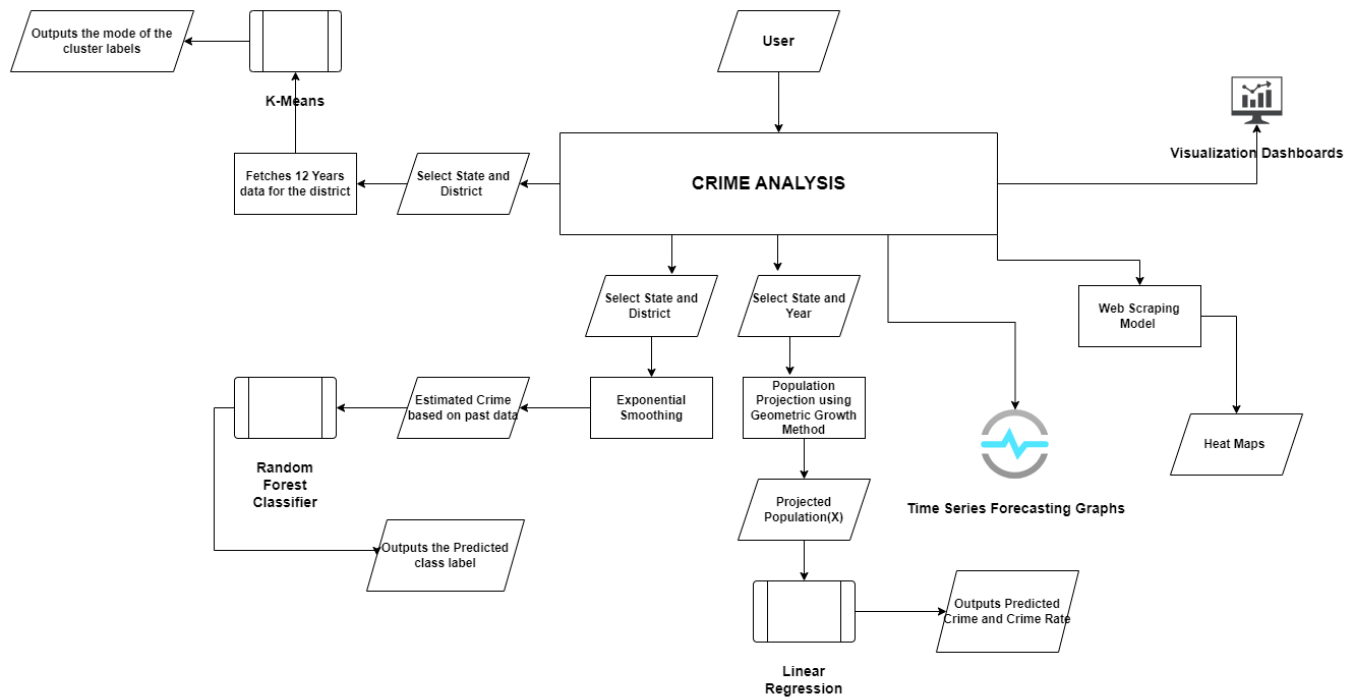 Outputs the mode of the
cluster labels
K-Means
User
Visualization Dashboards
Fetches 12 Years
data for the district
Select State and
District
CRIME ANALYSIS
Select State and
District
Select State and
Year
Web Scraping
Model
Estimated Crime
based on past data
Exponential
Smoothing
Population
Projection using
Geometric Growth
Method
Heat Maps
Random
Forest
Classifier
Projected
Population(X)
Time Series Forecasting Graphs
Outputs the Predicted
class label
Outputs Predicted
Crime and Crime Rate
Linear
Regression